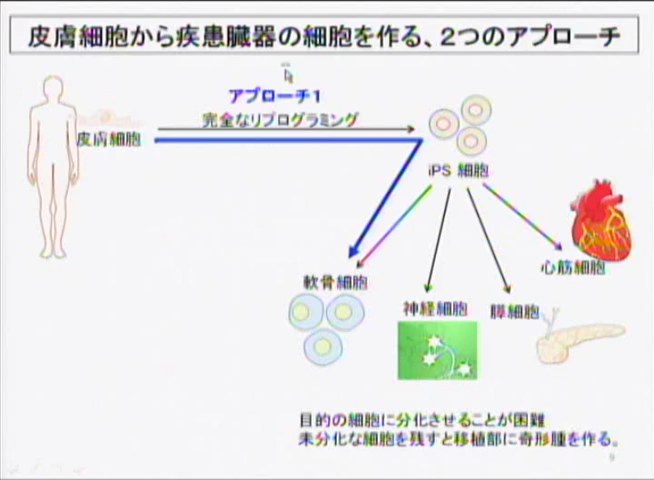 皮膚細胞から疾患臓器の細胞を作る、2つのアプローチ
アプローチ1
完全なリプログラミング
皮膚細胞
iPS 細胞
心筋細胞
軟骨細胞
神経細胞
膵細胞
目的の細胞に分化させることが困難
未分化な細胞を残すと移植部に奇形腫を作る。
9